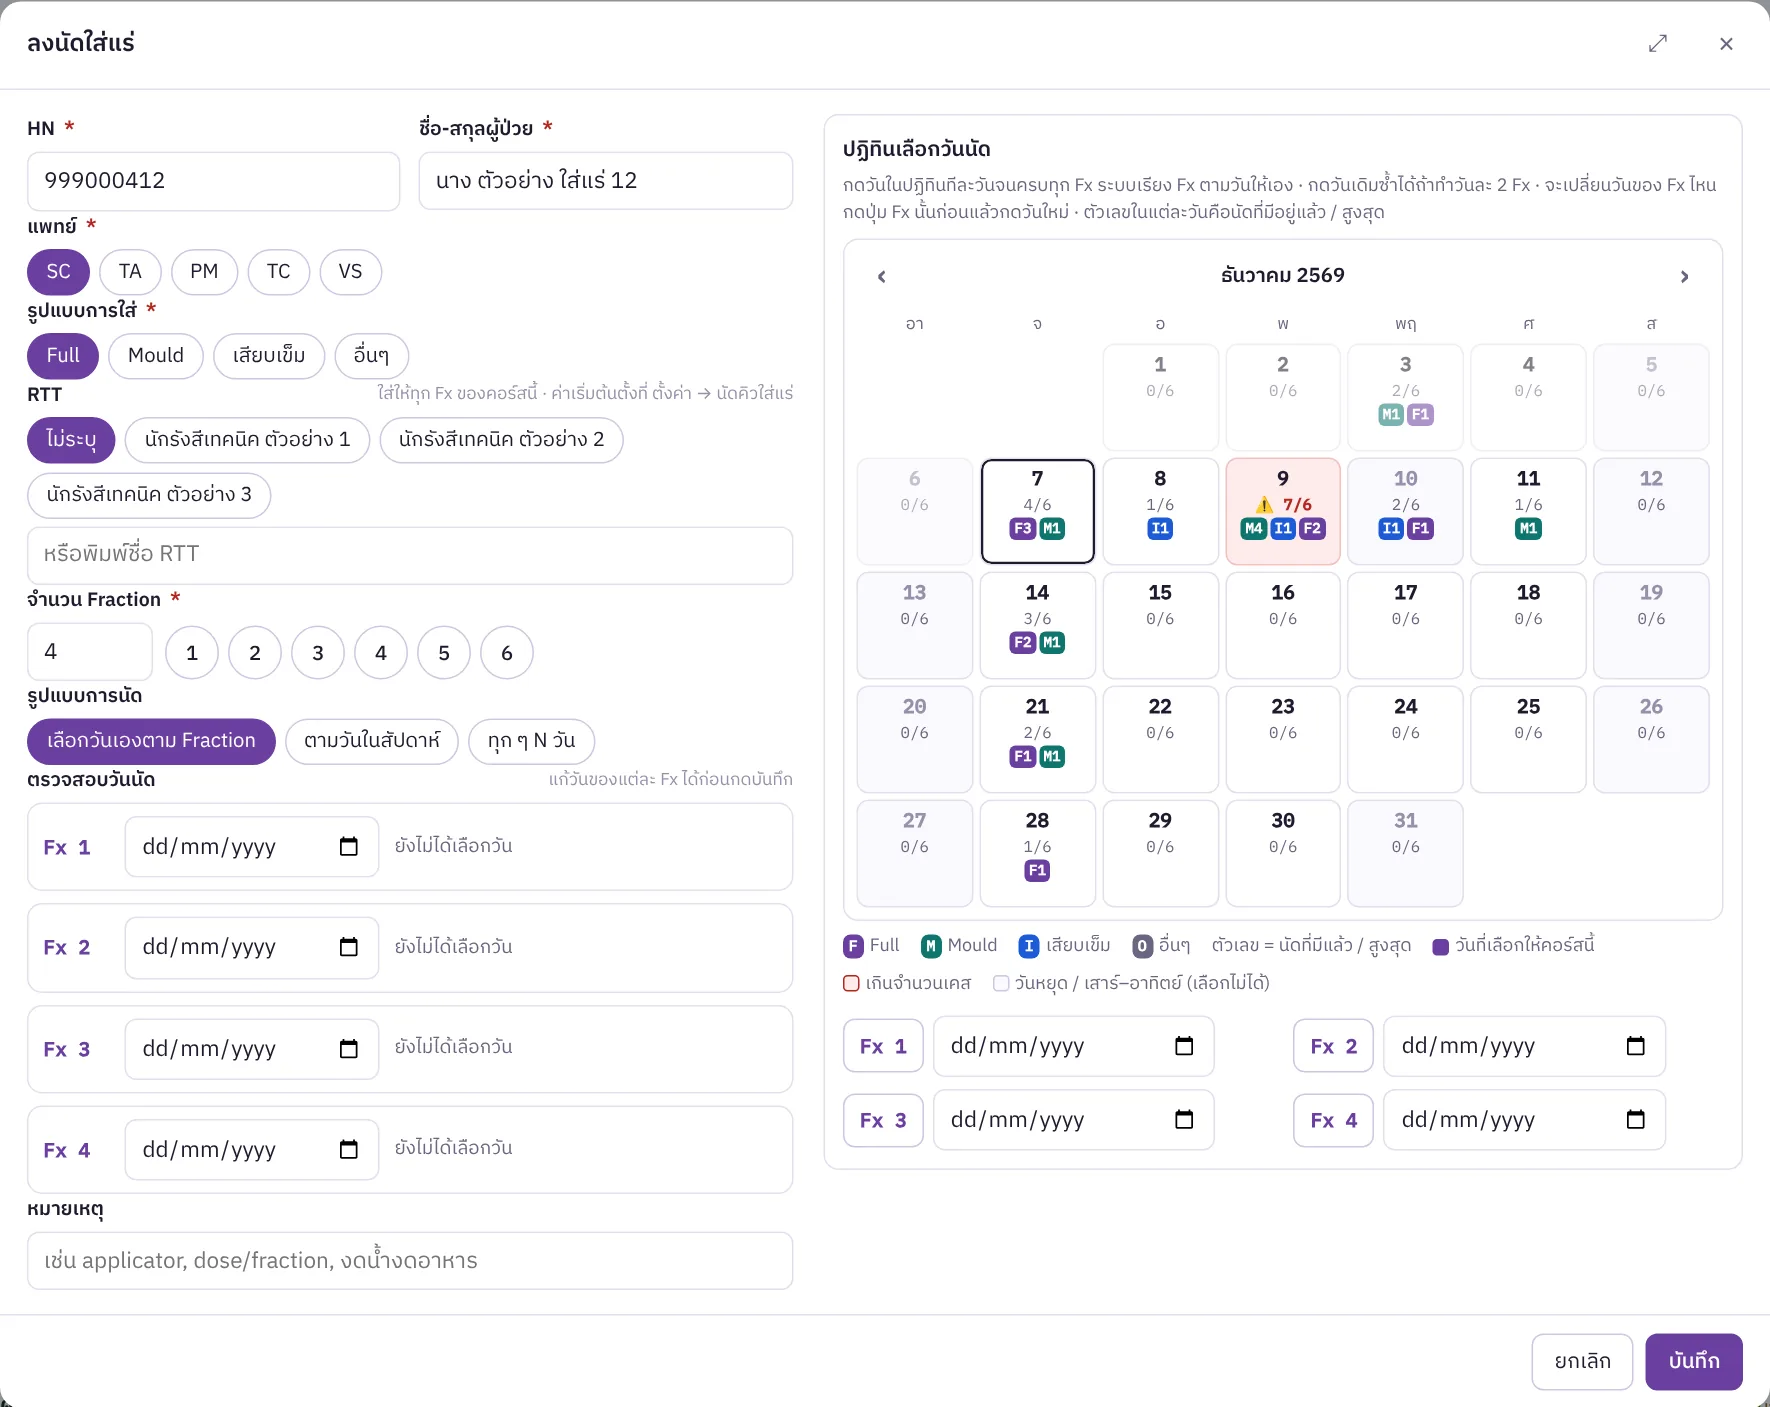 ลงนัดใส่แร่
HN *
ชื่อ-สกุลผู้ป่วย *
999000412
นาง ตัวอย่าง ใส่แร่ 12
แพทย์ *
SC TA PM TC VS
รูปแบบการใส่ *
Full Mould เสียบเข็ม อื่นๆ
RTT
ใส่ให้ทุก Fx ของคอร์สนี้ · ค่าเริ่มต้นตั้งที่ ตั้งค่า → นัดคิวใส่แร่
ไม่ระบุ นักรังสีเทคนิค ตัวอย่าง 1 นักรังสีเทคนิค ตัวอย่าง 2
นักรังสีเทคนิค ตัวอย่าง 3
หรือพิมพ์ชื่อ RTT
จำนวน Fraction *
4 1 2 3 4 5 6
รูปแบบการนัด
เลือกวันเองตาม Fraction ตามวันในสัปดาห์ ทุก ๆ N วัน
ตรวจสอบวันนัด
แก้วันของแต่ละ Fx ได้ก่อนกดบันทึก
Fx 1 dd/mm/yyyy ยังไม่ได้เลือกวัน
Fx 2 dd/mm/yyyy ยังไม่ได้เลือกวัน
Fx 3 dd/mm/yyyy ยังไม่ได้เลือกวัน
Fx 4 dd/mm/yyyy ยังไม่ได้เลือกวัน
หมายเหตุ
เช่น applicator, dose/fraction, งดน้ำงดอาหาร
ปฏิทินเลือกวันนัด
กดวันในปฏิทินทีละวันจนครบทุก Fx ระบบเรียง Fx ตามวันให้เอง · กดวันเดิมซ้ำได้ถ้าทำวันละ 2 Fx · จะเปลี่ยนวันของ Fx ไหน
กดปุ่ม Fx นั้นก่อนแล้วกดวันใหม่ · ตัวเลขในแต่ละวันคือนัดที่มีอยู่แล้ว / สูงสุด
‹ ธันวาคม 2569 ›
อา จ อ พ พฤ ศ ส
1 2 3 4 5
0/6 0/6 2/6 0/6 0/6
M1 F1
6 7 8 9 10 11 12
0/6 4/6 1/6 ⚠️ 7/6 2/6 1/6 0/6
F3 M1 I1 M4 I1 F2 I1 F1 M1
13 14 15 16 17 18 19
0/6 3/6 0/6 0/6 0/6 0/6 0/6
F2 M1
20 21 22 23 24 25 26
0/6 2/6 0/6 0/6 0/6 0/6 0/6
F1 M1
27 28 29 30 31
0/6 1/6 0/6 0/6 0/6
F1
F Full M Mould I เสียบเข็ม O อื่นๆ ตัวเลข = นัดที่มีแล้ว / สูงสุด วันที่เลือกให้คอร์สนี้
เกินจำนวนเคส วันหยุด / เสาร์–อาทิตย์ (เลือกไม่ได้)
Fx 1 dd/mm/yyyy Fx 2 dd/mm/yyyy
Fx 3 dd/mm/yyyy Fx 4 dd/mm/yyyy
ยกเลิก บันทึก